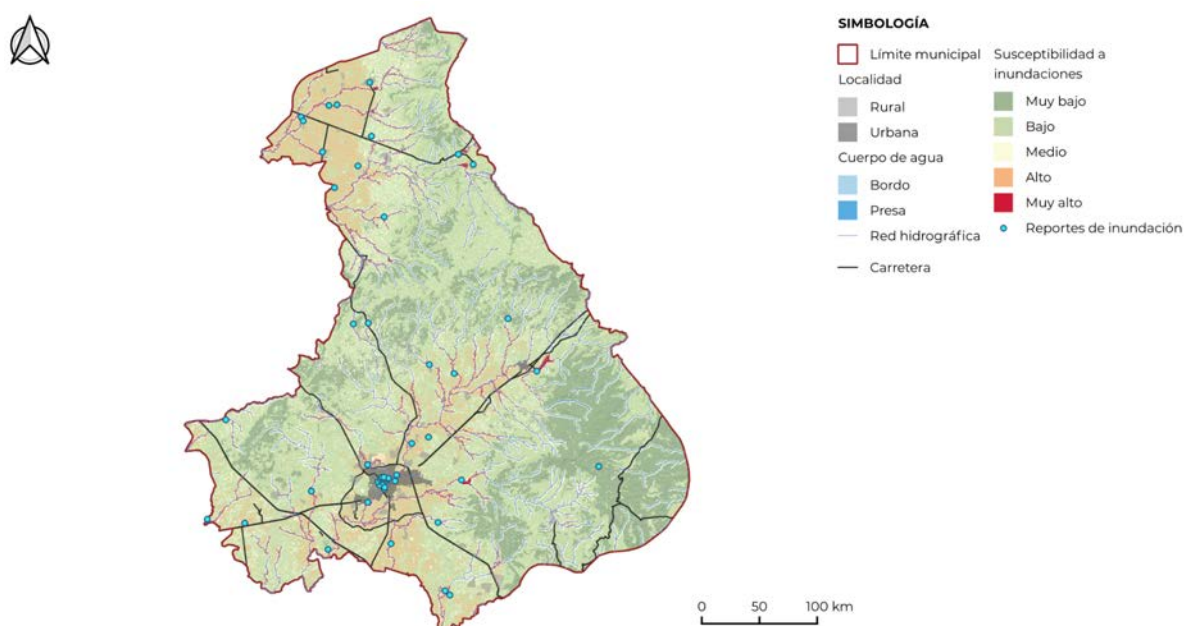 SIMBOLOGÍA
Límite municipal
Localidad
Rural
Urbana
Cuerpo de agua
Bordo
Presa
Red hidrográfica
Carretera
Susceptibilidad a
inundaciones
Muy bajo
Bajo
Medio
Alto
Muy alto
Reportes de inundación
0 50 100 km